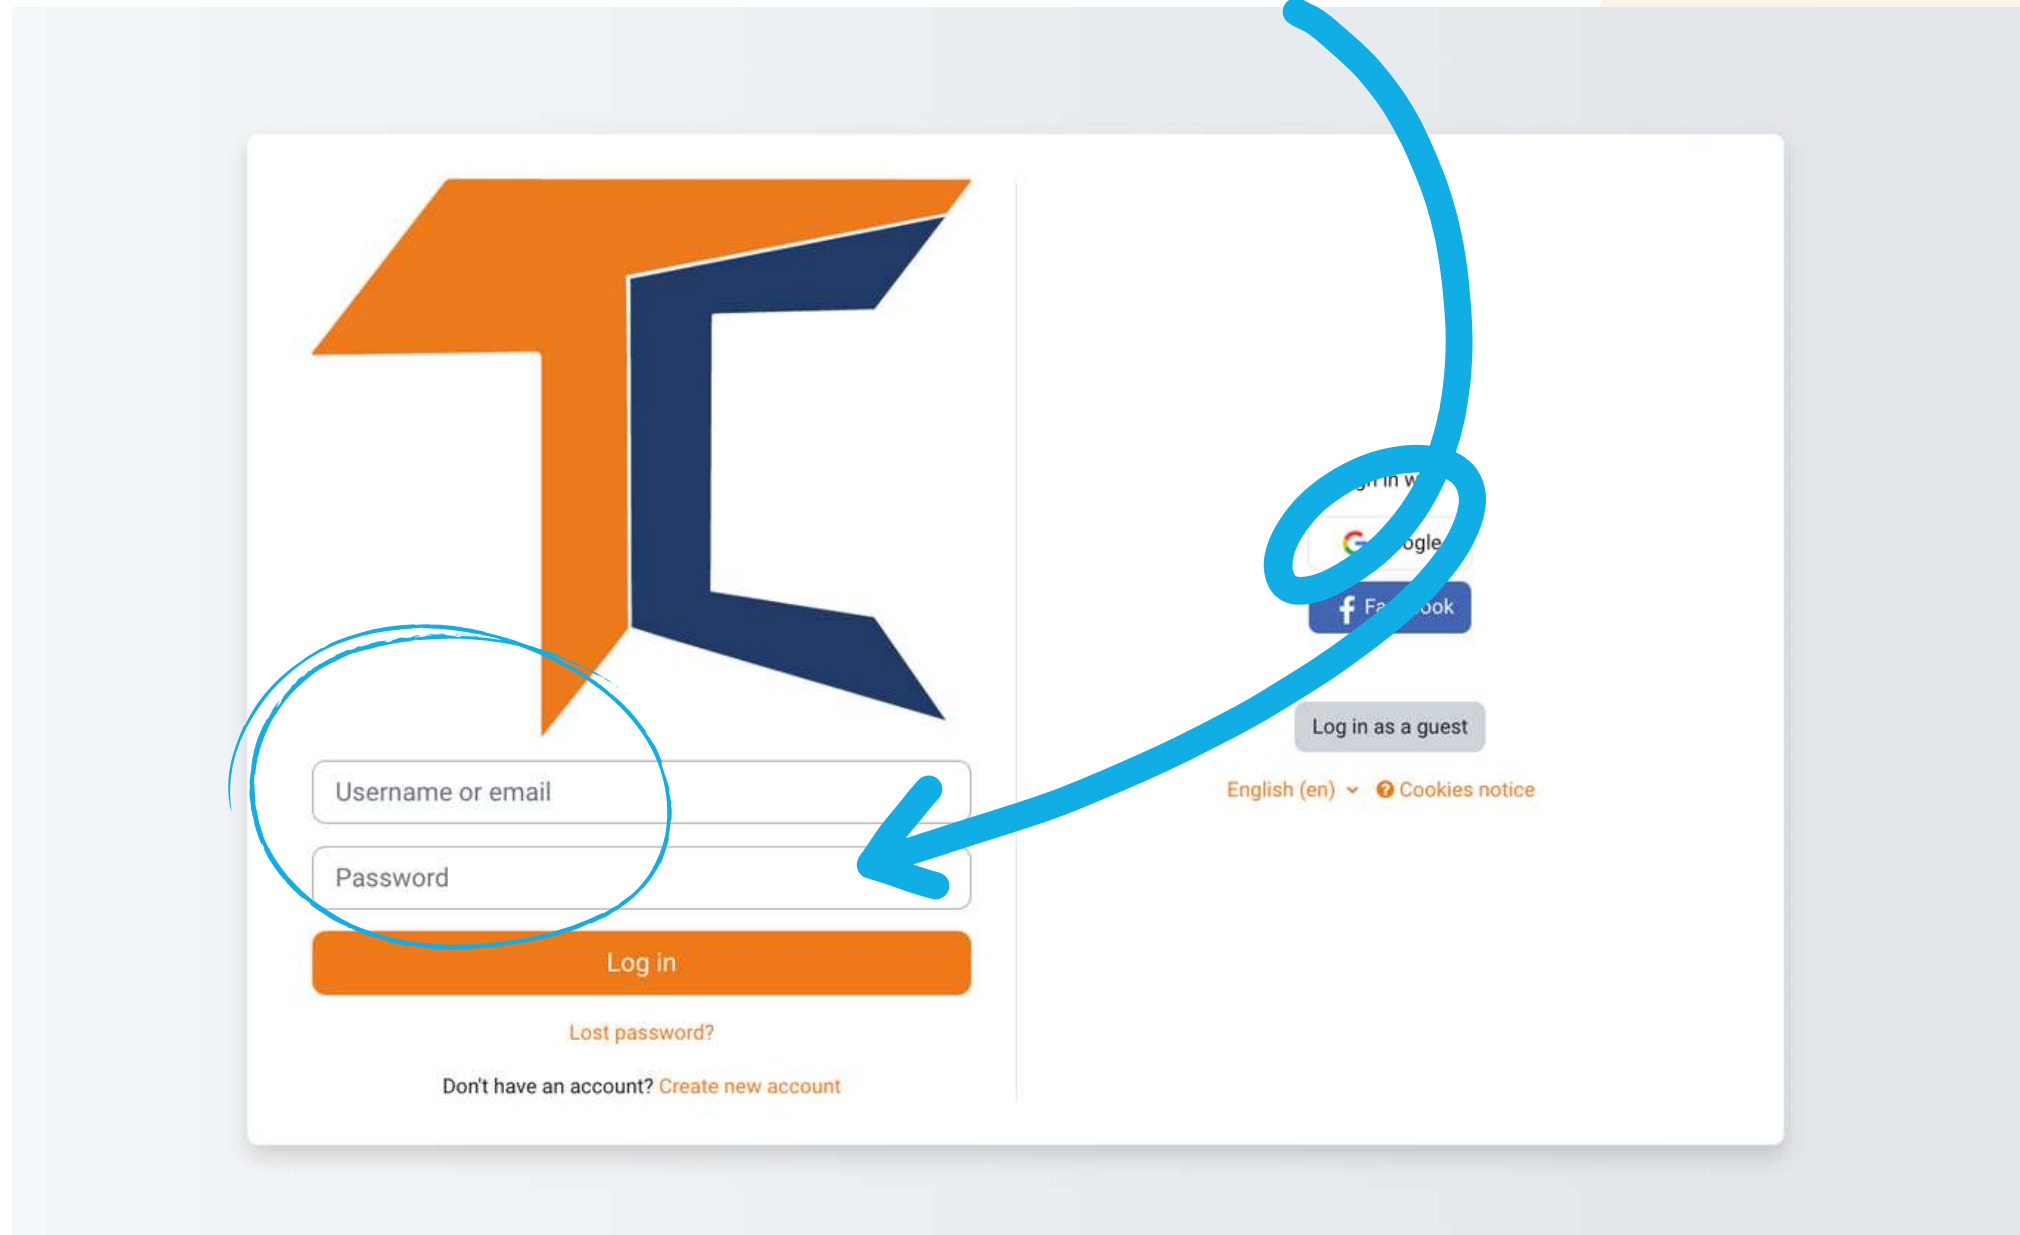 Username or email
Password
Log in
Lost password?
Don't have an account? Create new account
in
Log in as a guest
English (en) Cookies notice